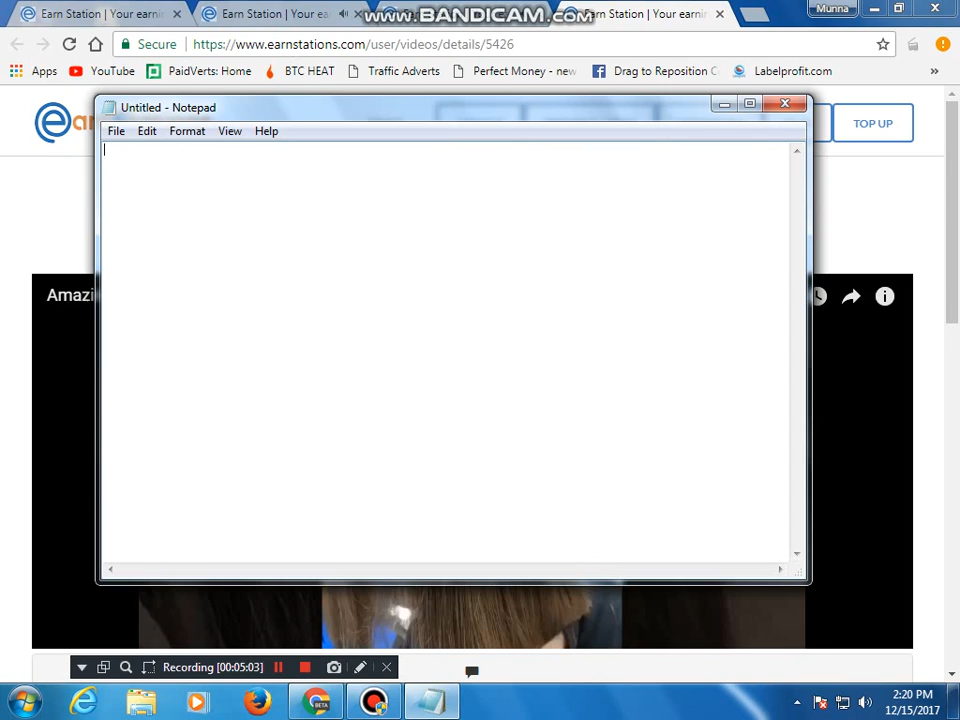 Earn Station | Your earnin
Earn Station | Your ea
www.BANDICAM.com
Earn Station | Your earnin
Munna
Secure
https://www.earnstations.com/user/videos/details/5426
Apps
YouTube
PaidVerts: Home
BTC HEAT
Traffic Adverts
Perfect Money - new
Drag to Reposition C
Labelprofit.com
»
Untitled - Notepad
File Edit Format View Help
TOP UP
Amazi
Recording [00:05:03]
BETA
2:20 PM
12/15/2017